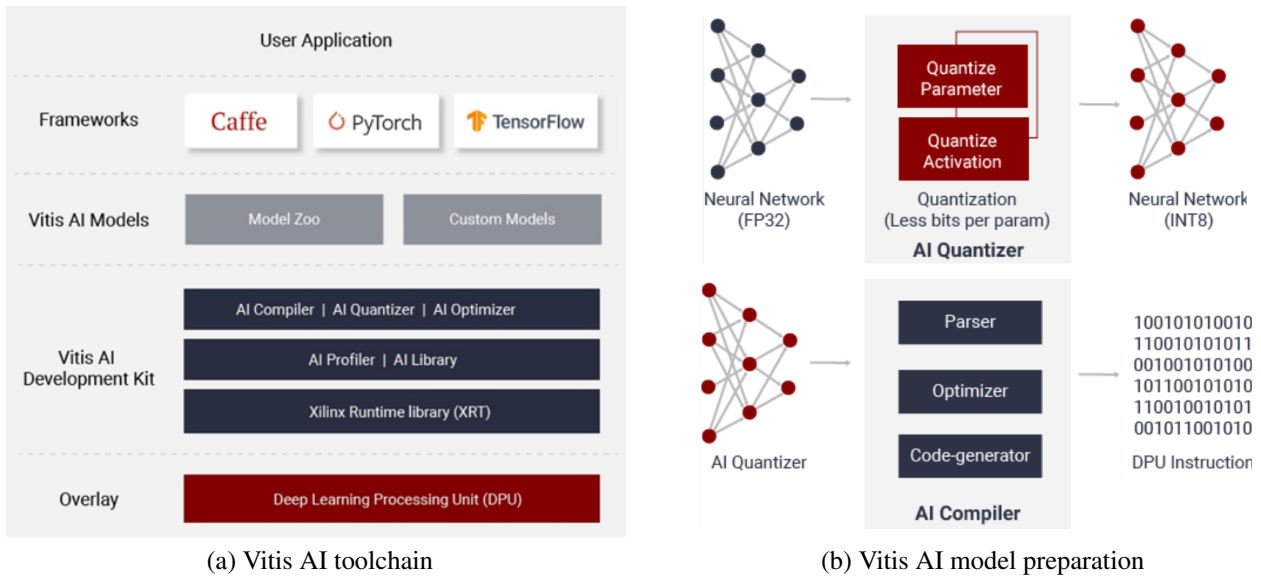 User Application
Frameworks
Caffe
PyTorch
TensorFlow
Vitis AI Models
Model Zoo
Custom Models
Vitis AI
Development Kit
AI Compiler | AI Quantizer | AI Optimizer
AI Profiler | AI Library
Xilinx Runtime library (XRT)
Overlay
Deep Learning Processing Unit (DPU)
(a) Vitis AI toolchain
Neural Network
(FP32)
Quantize
Parameter
Quantize
Activation
Quantization
(Less bits per param)
AI Quantizer
Neural Network
(INT8)
AI Quantizer
Parser
Optimizer
Code-generator
AI Compiler
100101010010
110010101011
001001010100
101100101010
110010010101
001011001010
DPU Instruction
(b) Vitis AI model preparation